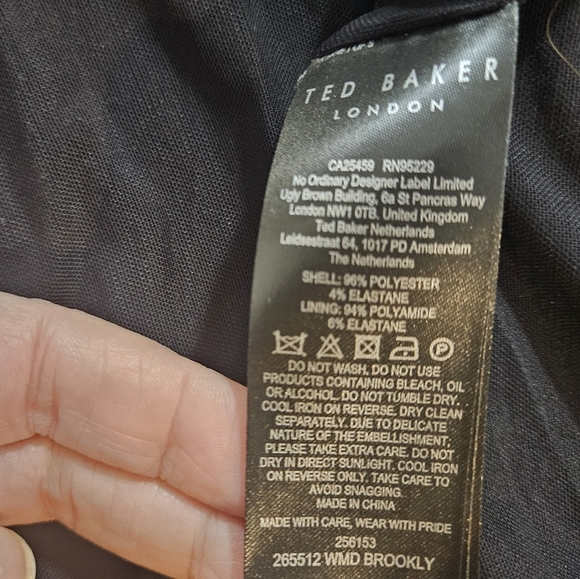 TED BAKER
LONDON
CA25459 RN95229
No Ordinary Designer Label Limited
Ugly Brown Building, 6a St Pancras Way
London NW1 0TB, United Kingdom
Ted Baker Netherlands
Leidsestraat 64, 1017 PD Amsterdam
The Netherlands
SHELL: 96% POLYESTER
4% ELASTANE
LINING: 94% POLYAMIDE
6% ELASTANE
P
DO NOT WASH. DO NOT USE
PRODUCTS CONTAINING BLEACH, OIL
OR ALCOHOL. DO NOT TUMBLE DRY.
COOL IRON ON REVERSE. DRY CLEAN
SEPARATELY. DUE TO DELICATE
NATURE OF THE EMBELLISHMENT,
PLEASE TAKE EXTRA CARE. DO NOT
DRY IN DIRECT SUNLIGHT. COOL IRON
ON REVERSE ONLY. TAKE CARE TO
AVOID SNAGGING.
MADE IN CHINA
MADE WITH CARE, WEAR WITH PRIDE
256153
265512 WMD BROOKLY